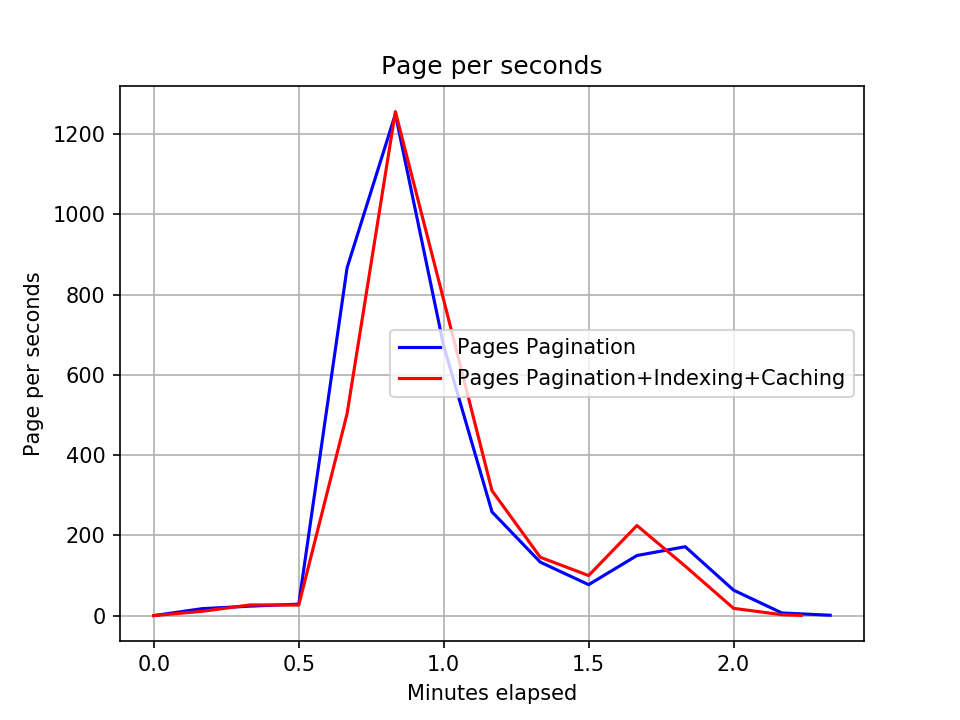 Page per seconds
1200
1000
800
600
400
200
0
Page per seconds
Pages Pagination
Pages Pagination+Indexing+Caching
0.0 0.5 1.0 1.5 2.0
Minutes elapsed